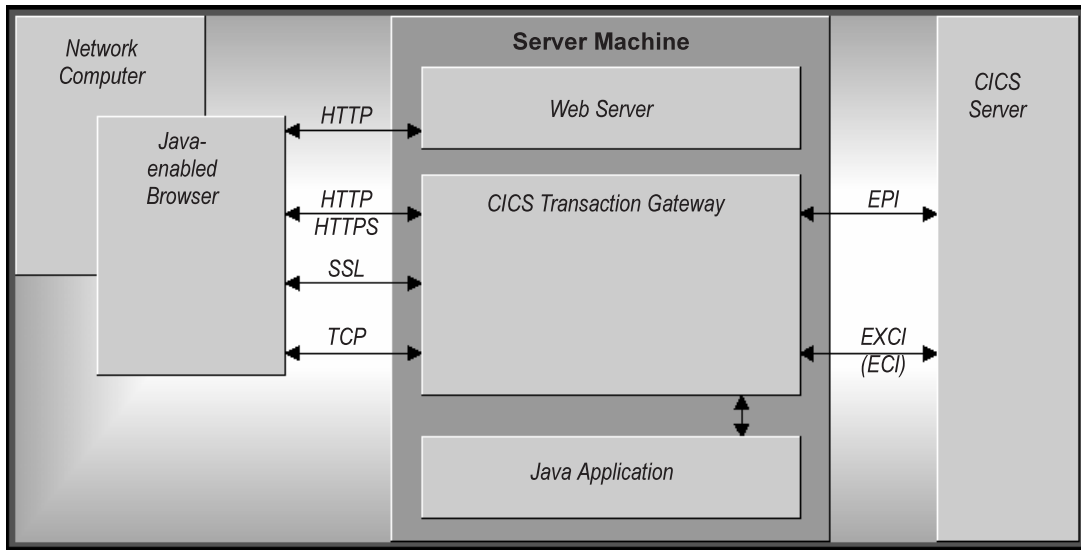 Network
Computer
Java-
enabled
Browser
HTTP
HTTP
HTTPS
SSL
TCP
Server Machine
Web Server
CICS Transaction Gateway
Java Application
EPI
EXCI
(ECI)
CICS
Server